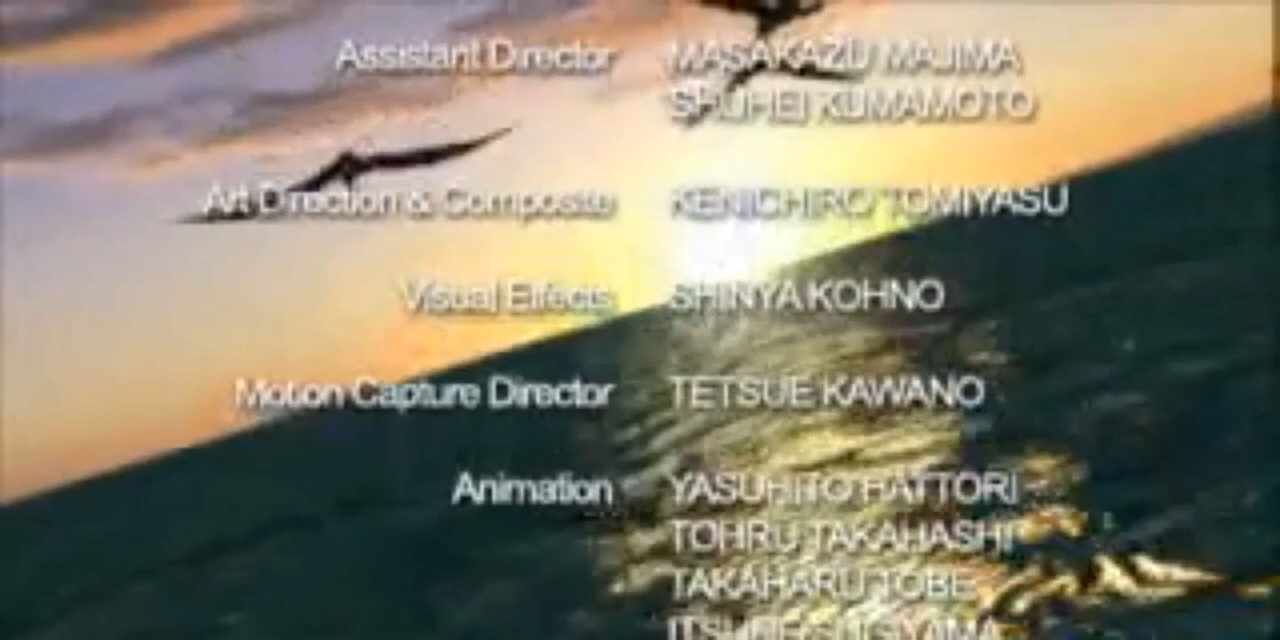 Assistant Director MASAKAZU MAJIMA
SHUHEI KUMAMOTO
Art Direction & Composite KENICHIRO TOMIYASU
Visual Effects SHINYA KOHNO
Motion Capture Director TETSUE KAWANO
Animation YASUHITO HATTORI
TOHRU TAKAHASHI
TAKAHARU TOBE